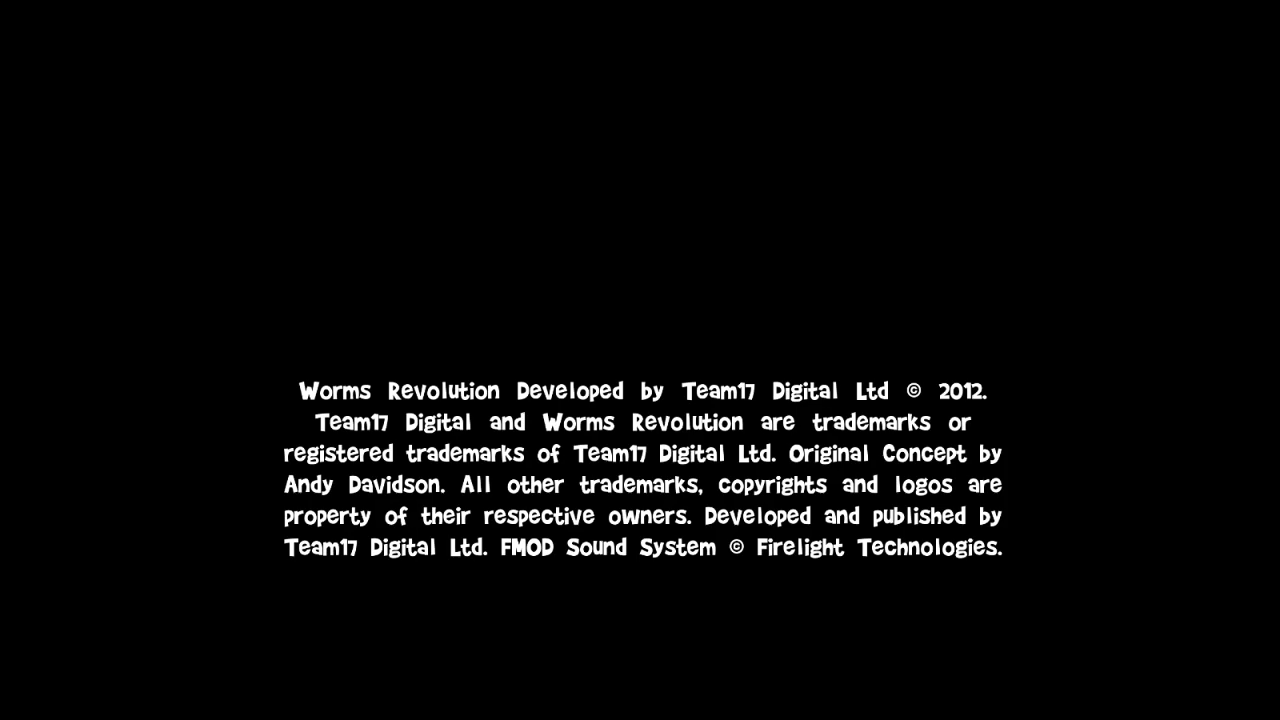 Worms Revolution Developed by Team17 Digital Ltd © 2012.
Team17 Digital and Worms Revolution are trademarks or
registered trademarks of Team17 Digital Ltd. Original Concept by
Andy Davidson. All other trademarks, copyrights and logos are
property of their respective owners. Developed and published by
Team17 Digital Ltd. FMOD Sound System © Firelight Technologies.